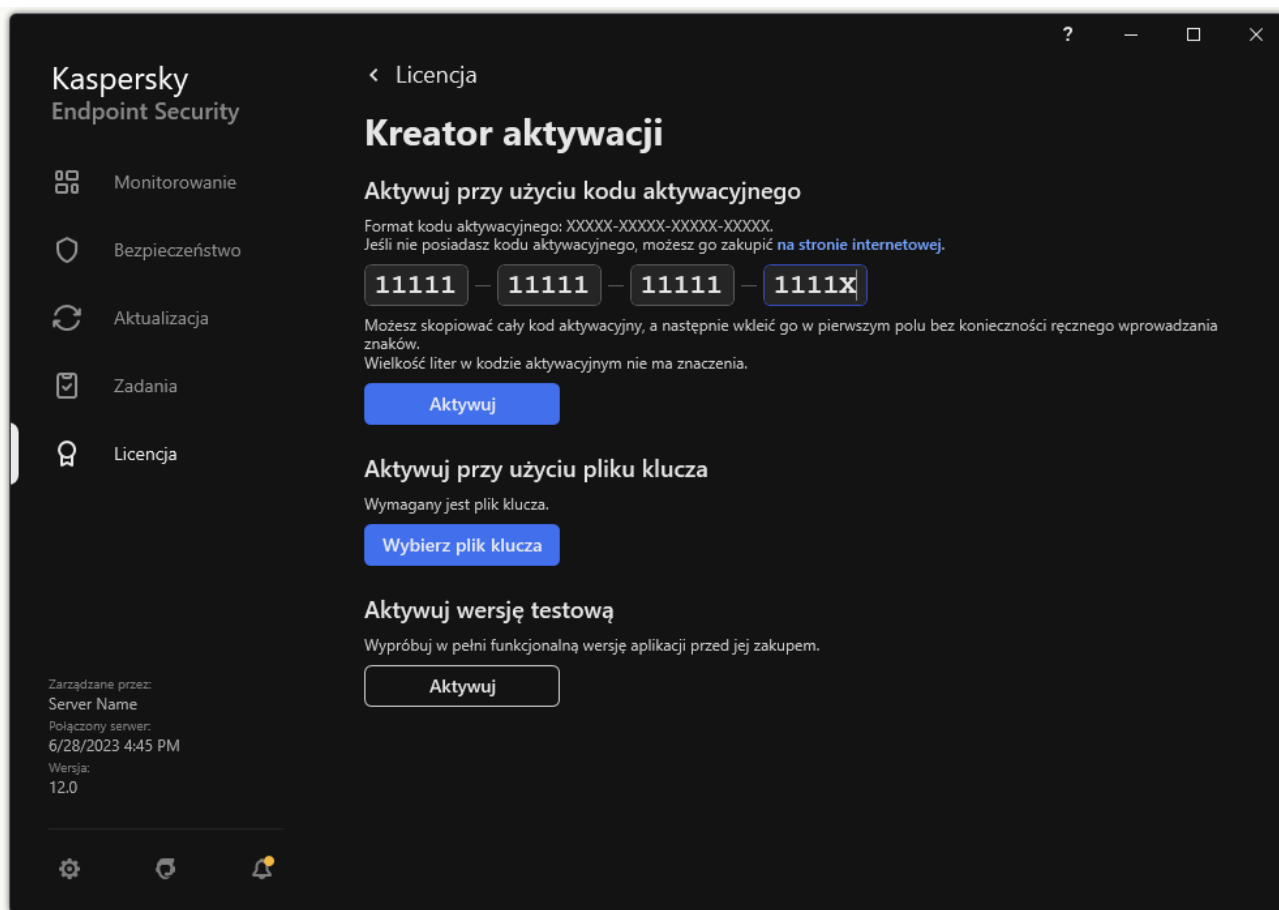 ?
Kaspersky
Endpoint Security
Monitorowanie
Bezpieczeństwo
Aktualizacja
Zadania
Licencja
Zarządzane przez:
Server Name
Połączony serwer:
6/28/2023 4:45 PM
Wersja:
12.0
Licencja
Kreator aktywacji
Aktywuj przy użyciu kodu aktywacyjnego
Format kodu aktywacyjnego: XXXXX-XXXXX-XXXXX-XXXXX.
Jeśli nie posiadasz kodu aktywacyjnego, możesz go zakupić na stronie internetowej.
11111 – 11111 – 11111 – 1111x
Możesz skopiować cały kod aktywacyjny, a następnie wkleić go w pierwszym polu bez konieczności ręcznego wprowadzania
znaków.
Wielkość liter w kodzie aktywacyjnym nie ma znaczenia.
Aktywuj
Aktywuj przy użyciu pliku klucza
Wymagany jest plik klucza.
Wybierz plik klucza
Aktywuj wersję testową
Wypróbuj w pełni funkcjonalną wersję aplikacji przed jej zakupem.
Aktywuj